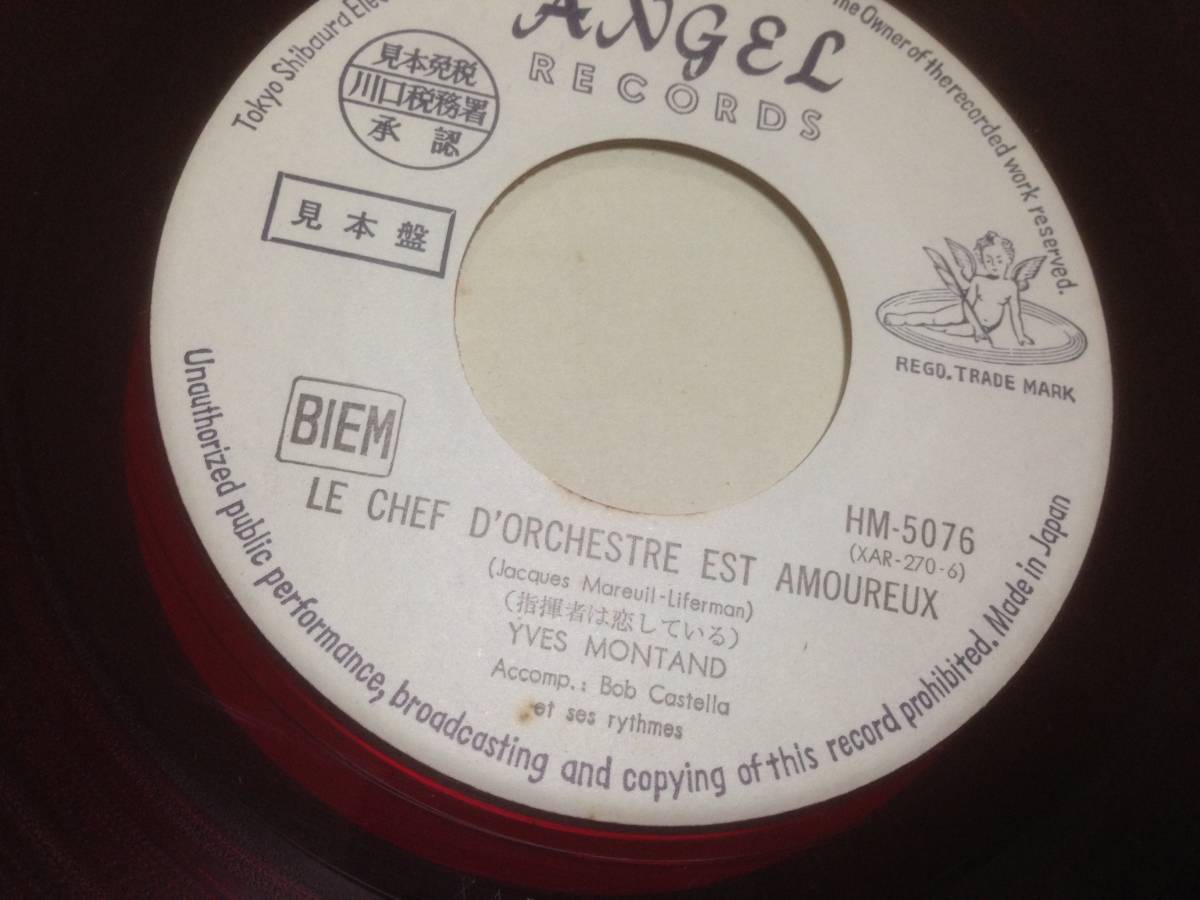 ANGEL
RECORDS
Tokyo Shibaura
The Owner of the recorded work reserved.
見本免税
川口税務署
承認
見本盤
REGD. TRADE MARK
BIEM
HM-5076
(XAR-270-6)
LE CHEF D'ORCHESTRE EST AMOUREUX
(Jacques Mareuil-Liferman)
(指揮者は恋している)
YVES MONTAND
Accomp.: Bob Castella
et ses rythmes
Unauthorized public performance, broadcasting and copying of this record prohibited. Made in Japan